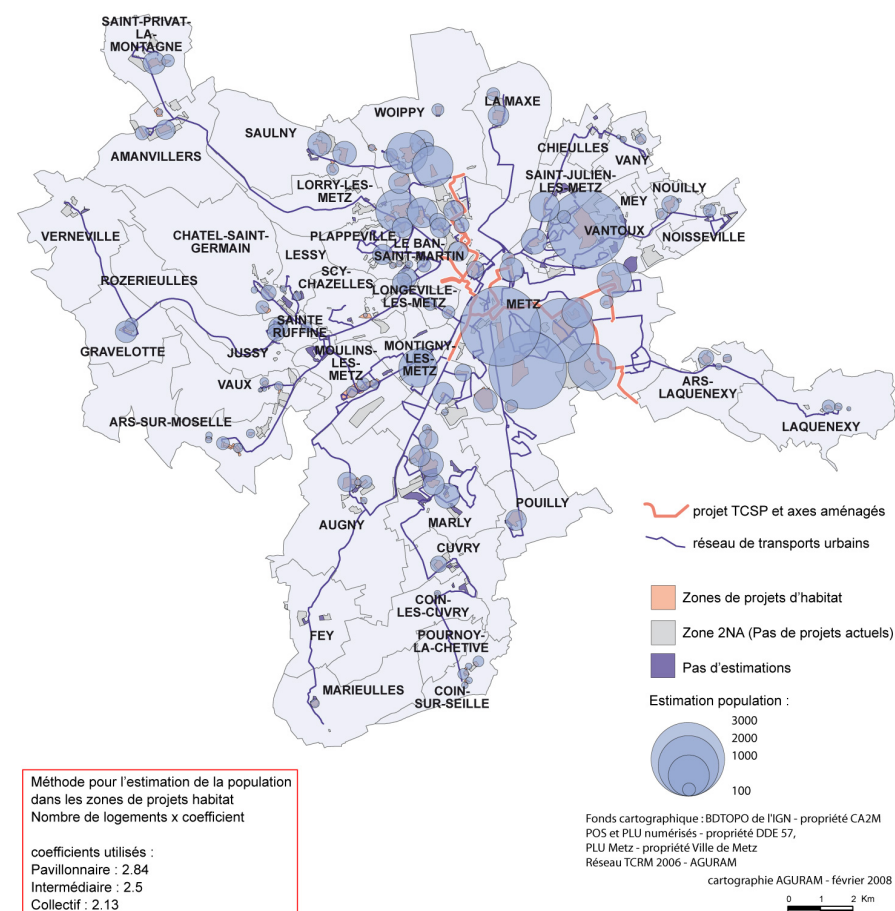 SAINT-PRIVAT-
LA-
MONTAGNE
WOIPPY
LA MAXE
SAULNY
AMANVILLERS
CHIEULLES
VANY
SAINT-JULIEN-
LES-METZ
LORRY-LES-
METZ
NOUILLY
MEY
VERNEVILLE
CHATEL-SAINT-
GERMAIN
PLAPPEVILLE
VANTOUX
NOISSEVILLE
LE BAN-
SAINT-MARTIN
LESSY
SCY-
CHAZELLES
ROZERIEULLES
LONGEVILLE-
LES-METZ
METZ
SAINTE
RUFFINE
GRAVELOTTE
JUSSY
MOULINS-
LES-
METZ
MONTIGNY-
LES-
METZ
VAUX
ARS-
LAQUENEXY
ARS-SUR-MOSELLE
LAQUENEXY
POUILLY
AUGNY
MARLY
CUVRY
COIN-
LES-CUVRY
FEY
POURNOY-
LA-CHETIVE
MARIEULLES
COIN-
SUR-SEILLE
projet TCSP et axes aménagés
réseau de transports urbains
Zones de projets d'habitat
Zone 2NA (Pas de projets actuels)
Pas d'estimations
Estimation population :
3000
2000
1000
100
Méthode pour l'estimation de la population
dans les zones de projets habitat
Nombre de logements x coefficient
coefficients utilisés :
Pavillonnaire : 2.84
Intermédiaire : 2.5
Collectif : 2.13
Fonds cartographique : BDTOPO de l'IGN - propriété CA2M
POS et PLU numérisés - propriété DDE 57,
PLU Metz - propriété Ville de Metz
Réseau TCRM 2006 - AGURAM
cartographie AGURAM - février 2008
0 1 2 Km